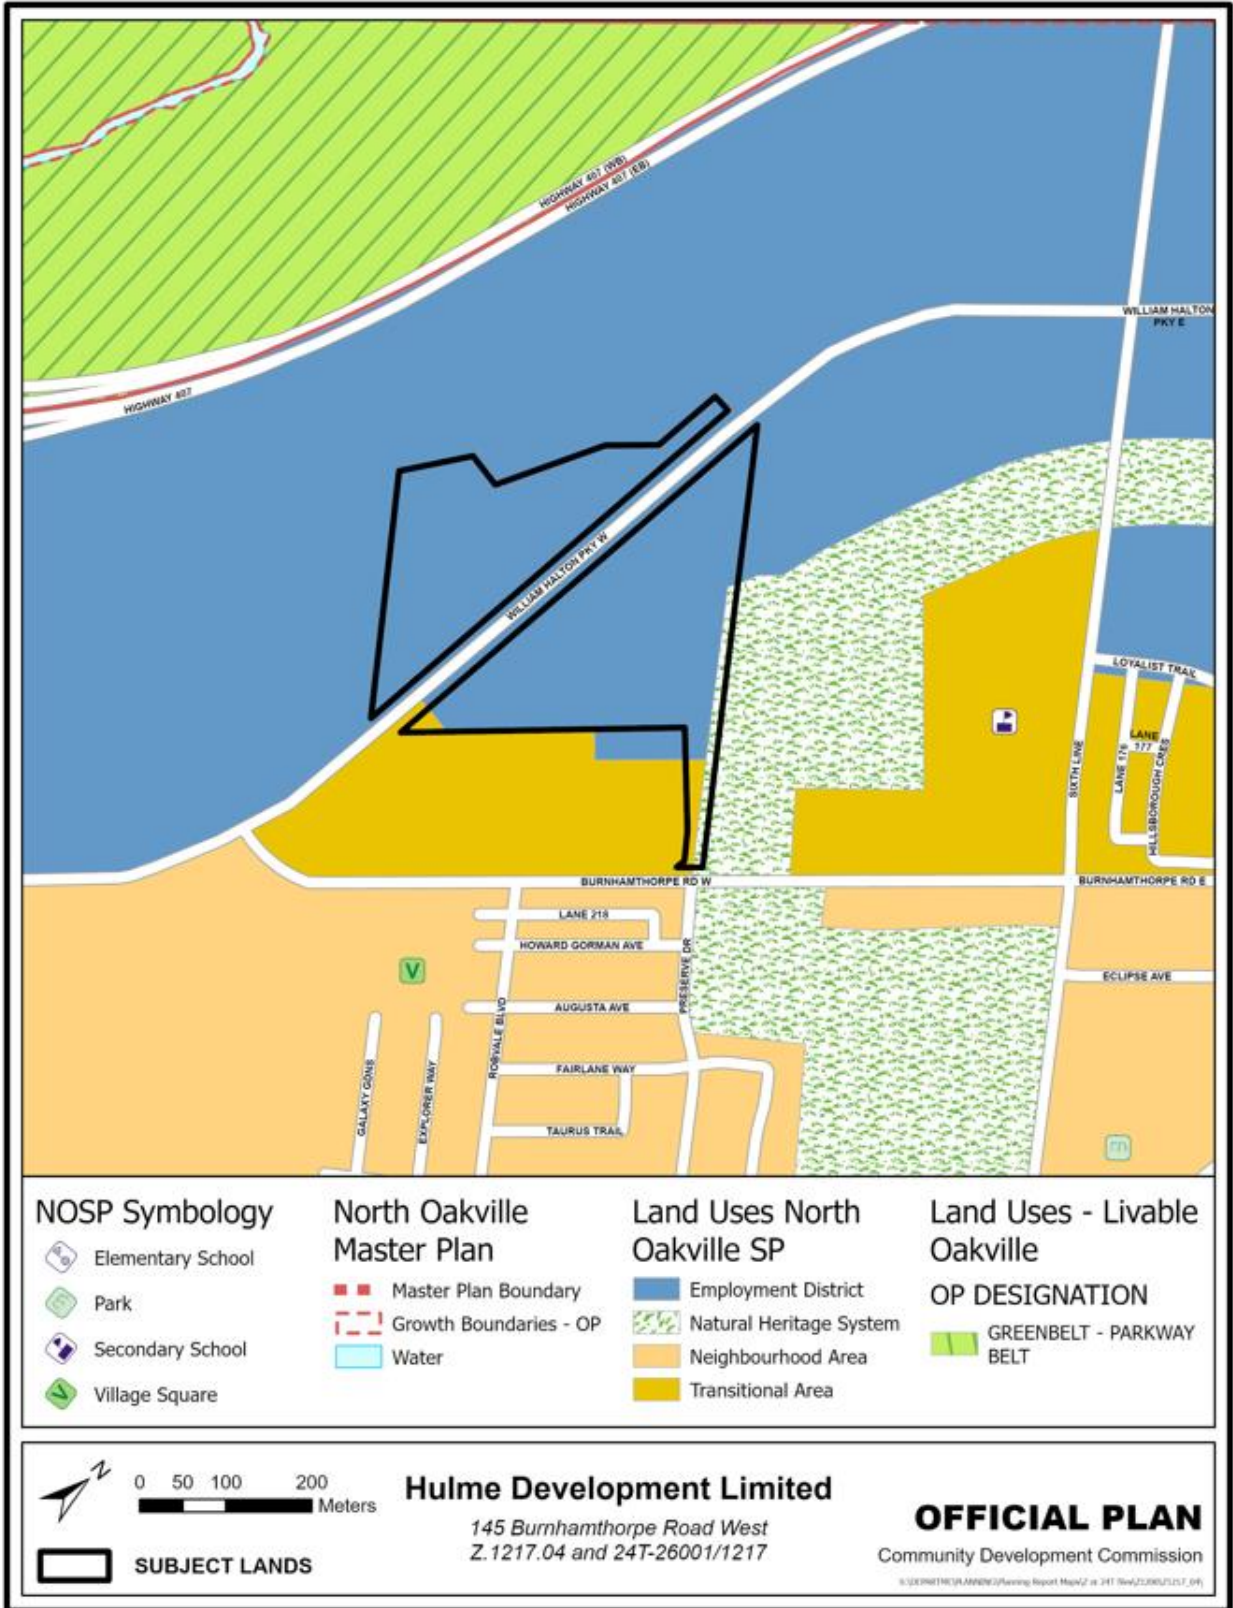 HIGHWAY 407 (WB)
HIGHWAY 407 (EB)
HIGHWAY 407
WILLIAM HALTON
PKY E
WILLIAM HALTON PKY W
LOYALIST TRAIL
LANE
177
LANE 176
HILLSBOROUGH CRES
SIXTH LINE
BURNHAMTHORPE RD W
BURNHAMTHORPE RD E
LANE 218
HOWARD GORMAN AVE
PRESERVE DR
V
ECLIPSE AVE
AUGUSTA AVE
ROBVALE BLVD
FAIRLANE WAY
GALAXY GDNS
EXPLORER WAY
TAURUS TRAIL
NOSP Symbology
Elementary School
Park
Secondary School
V
Village Square
North Oakville
Master Plan
Master Plan Boundary
Growth Boundaries - OP
Water
Land Uses North
Oakville SP
Employment District
Natural Heritage System
Neighbourhood Area
Transitional Area
Land Uses - Livable
Oakville
OP DESIGNATION
GREENBELT - PARKWAY
BELT
N
0 50 100 200
Meters
SUBJECT LANDS
Hulme Development Limited
145 Burnhamthorpe Road West
Z.1217.04 and 24T-26001/1217
OFFICIAL PLAN
Community Development Commission